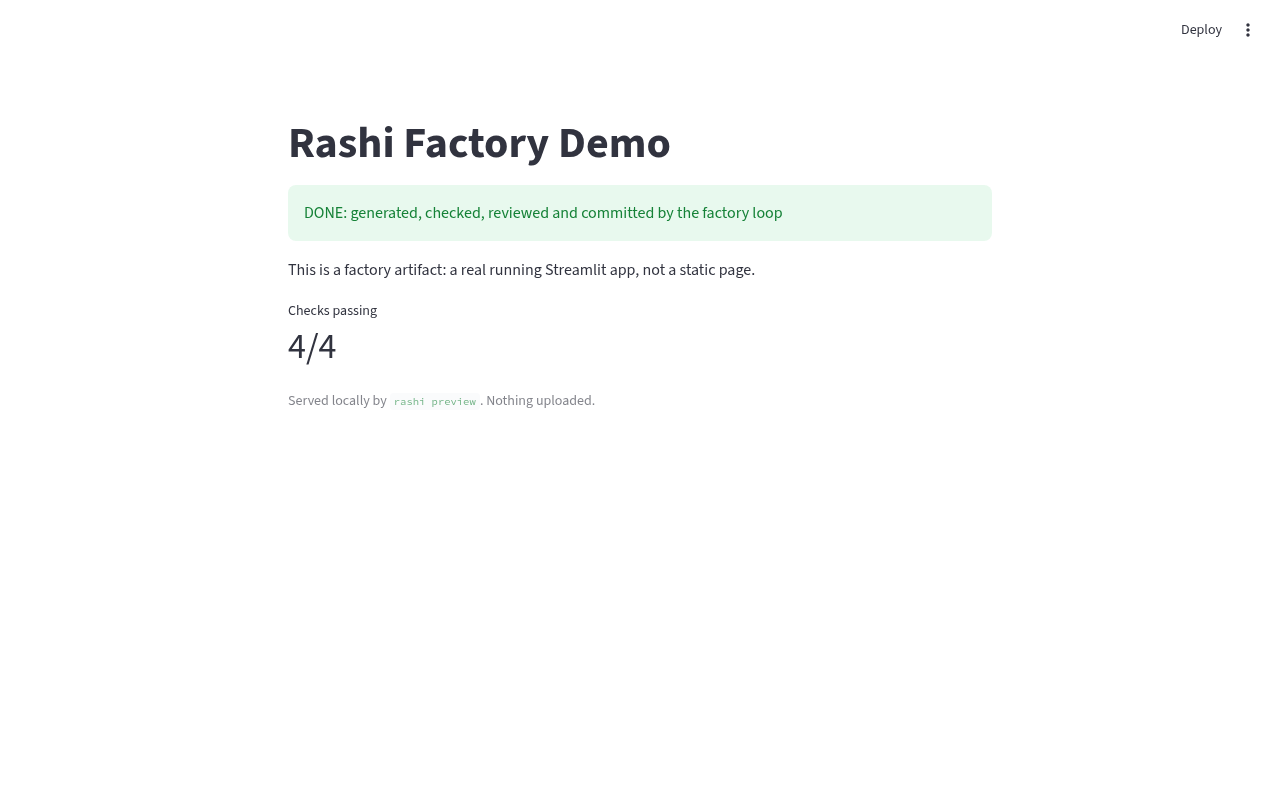 Deploy
Rashi Factory Demo
DONE: generated, checked, reviewed and committed by the factory loop
This is a factory artifact: a real running Streamlit app, not a static page.
Checks passing
4/4
Served locally by rashi preview. Nothing uploaded.